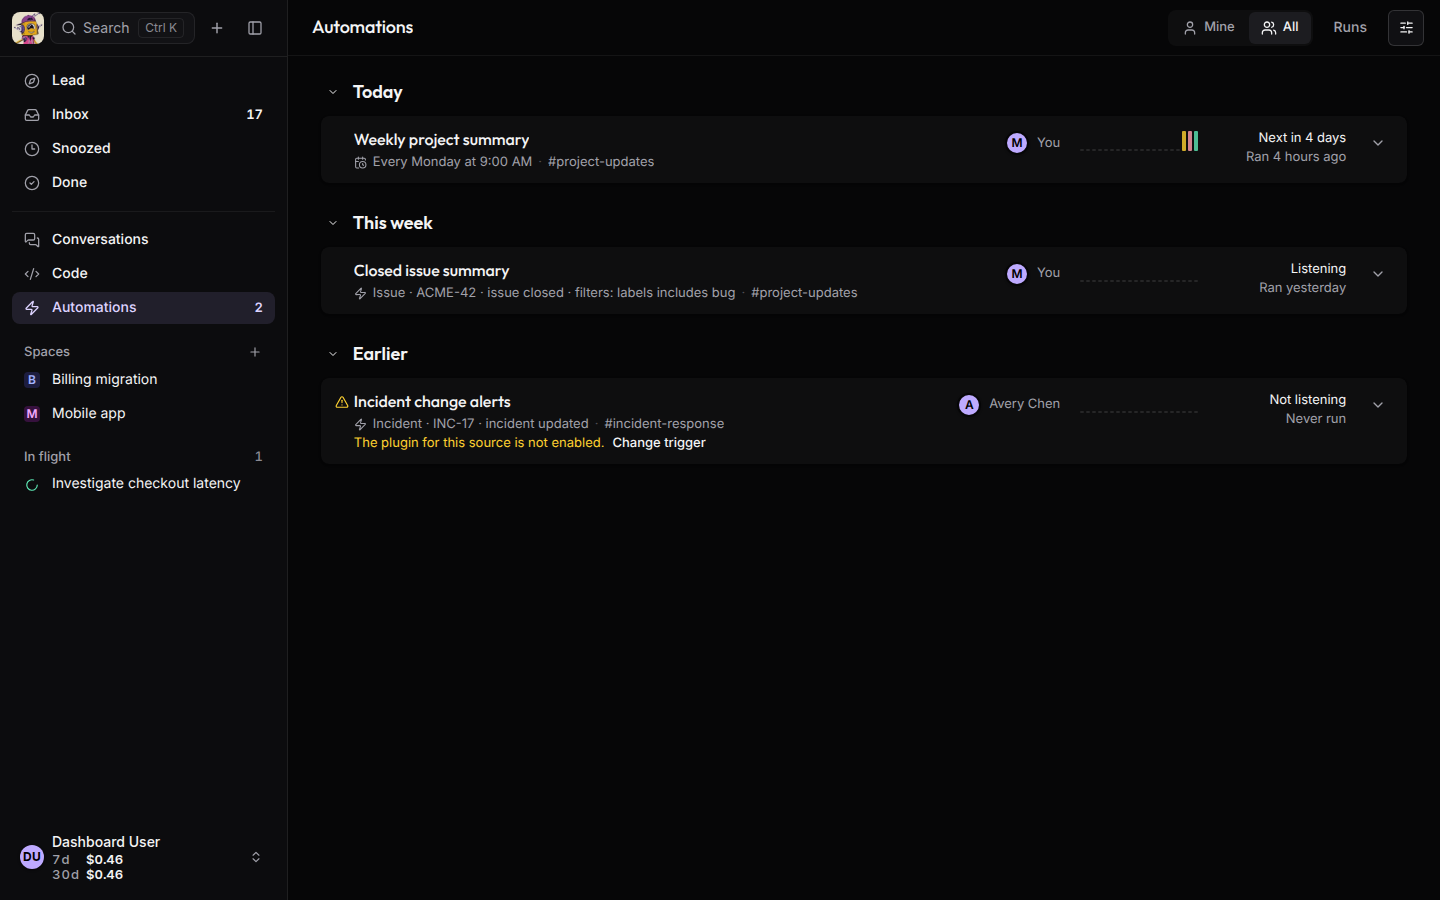 Search Ctrl K
Lead
Inbox 17
Snoozed
Done
Conversations
Code
Automations 2
Spaces
B Billing migration
M Mobile app
In flight 1
Investigate checkout latency
DU Dashboard User
7d $0.46
30d $0.46
Automations
Mine All Runs
Today
Weekly project summary
Every Monday at 9:00 AM · #project-updates
M You
Next in 4 days
Ran 4 hours ago
This week
Closed issue summary
Issue · ACME-42 · issue closed · filters: labels includes bug · #project-updates
M You
Listening
Ran yesterday
Earlier
Incident change alerts
Incident · INC-17 · incident updated · #incident-response
The plugin for this source is not enabled. Change trigger
A Avery Chen
Not listening
Never run